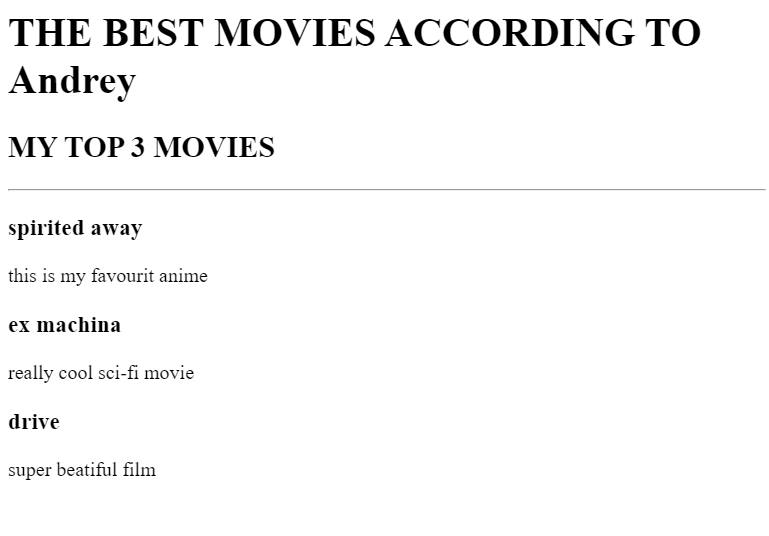 THE BEST MOVIES ACCORDING TO
Andrey
MY TOP 3 MOVIES
spirited away
this is my favourit anime
ex machina
really cool sci-fi movie
drive
super beatiful film